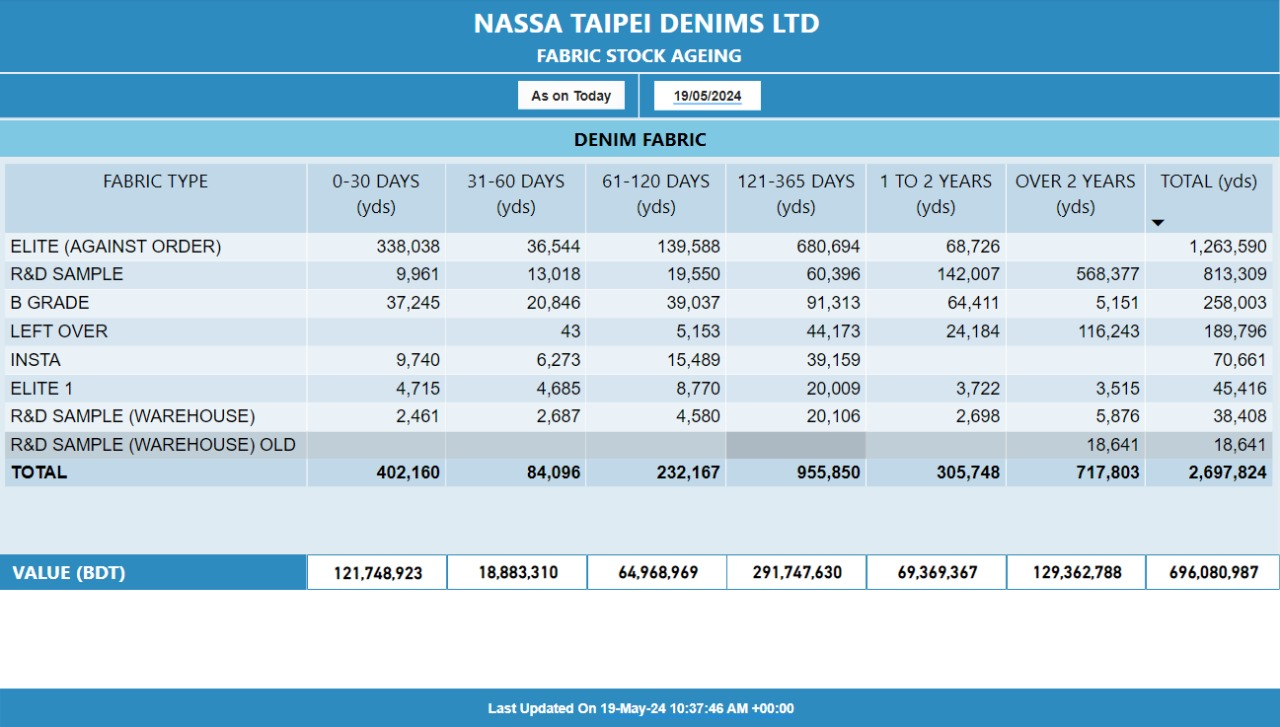 NASSA TAIPEI DENIMS LTD
FABRIC STOCK AGEING
As on Today 19/05/2024
DENIM FABRIC
FABRIC TYPE 0-30 DAYS 31-60 DAYS 61-120 DAYS 121-365 DAYS 1 TO 2 YEARS OVER 2 YEARS TOTAL (yds)
(yds) (yds) (yds) (yds) (yds) (yds)
ELITE (AGAINST ORDER) 338,038 36,544 139,588 680,694 68,726 1,263,590
R&D SAMPLE 9,961 13,018 19,550 60,396 142,007 568,377 813,309
B GRADE 37,245 20,846 39,037 91,313 64,411 5,151 258,003
LEFT OVER 43 5,153 44,173 24,184 116,243 189,796
INSTA 9,740 6,273 15,489 39,159 70,661
ELITE 1 4,715 4,685 8,770 20,009 3,722 3,515 45,416
R&D SAMPLE (WAREHOUSE) 2,461 2,687 4,580 20,106 2,698 5,876 38,408
R&D SAMPLE (WAREHOUSE) OLD 18,641 18,641
TOTAL 402,160 84,096 232,167 955,850 305,748 717,803 2,697,824
VALUE (BDT) 121,748,923 18,883,310 64,968,969 291,747,630 69,369,367 129,362,788 696,080,987
Last Updated On 19-May-24 10:37:46 AM +00:00